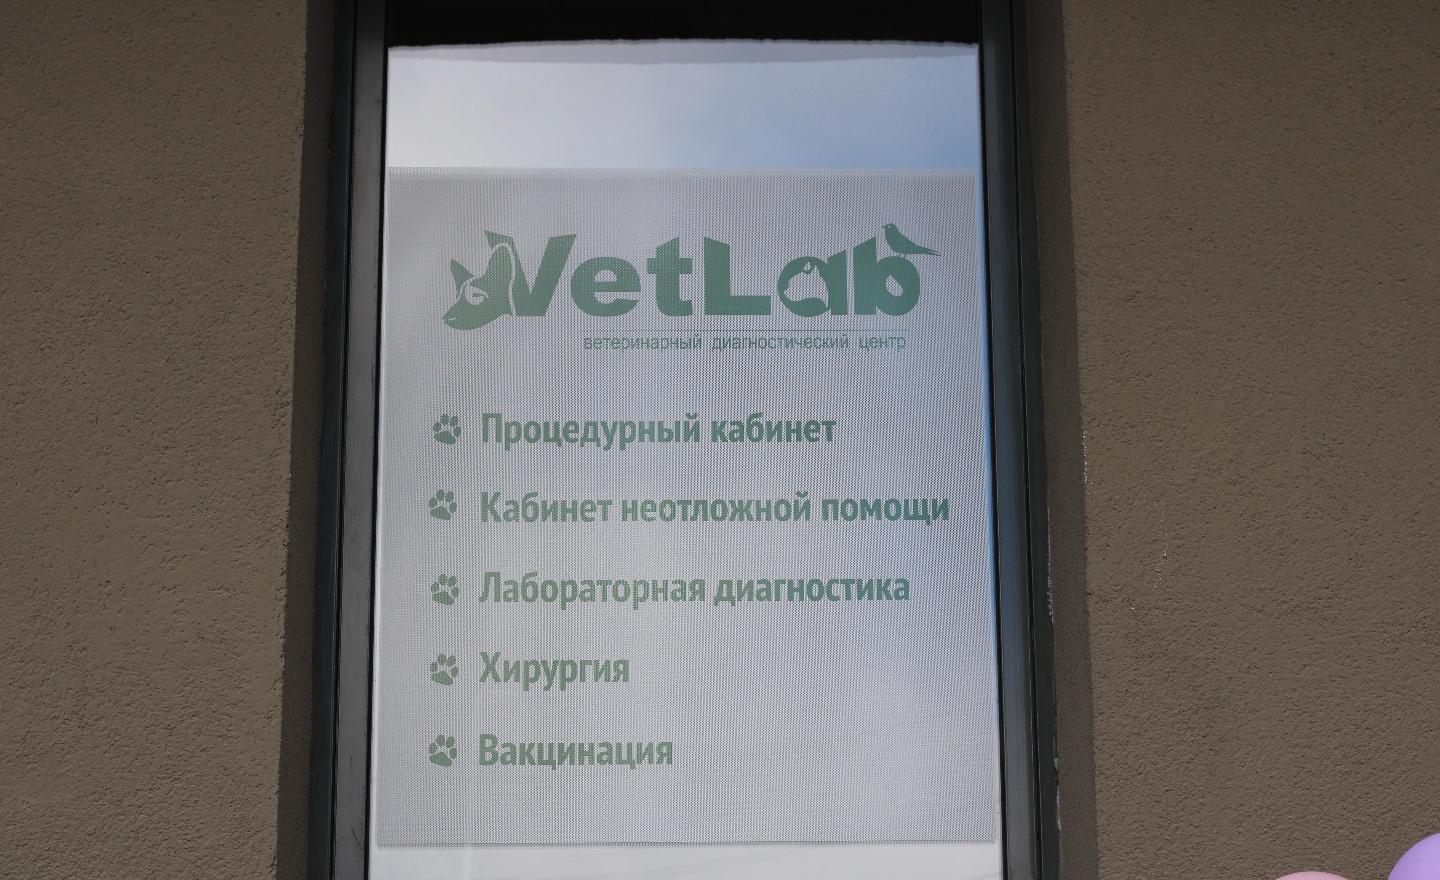 VetLab
ветеринарный диагностический центр
Процедурный кабинет
Кабинет неотложной помощи
Лабораторная диагностика
Хирургия
Вакцинация